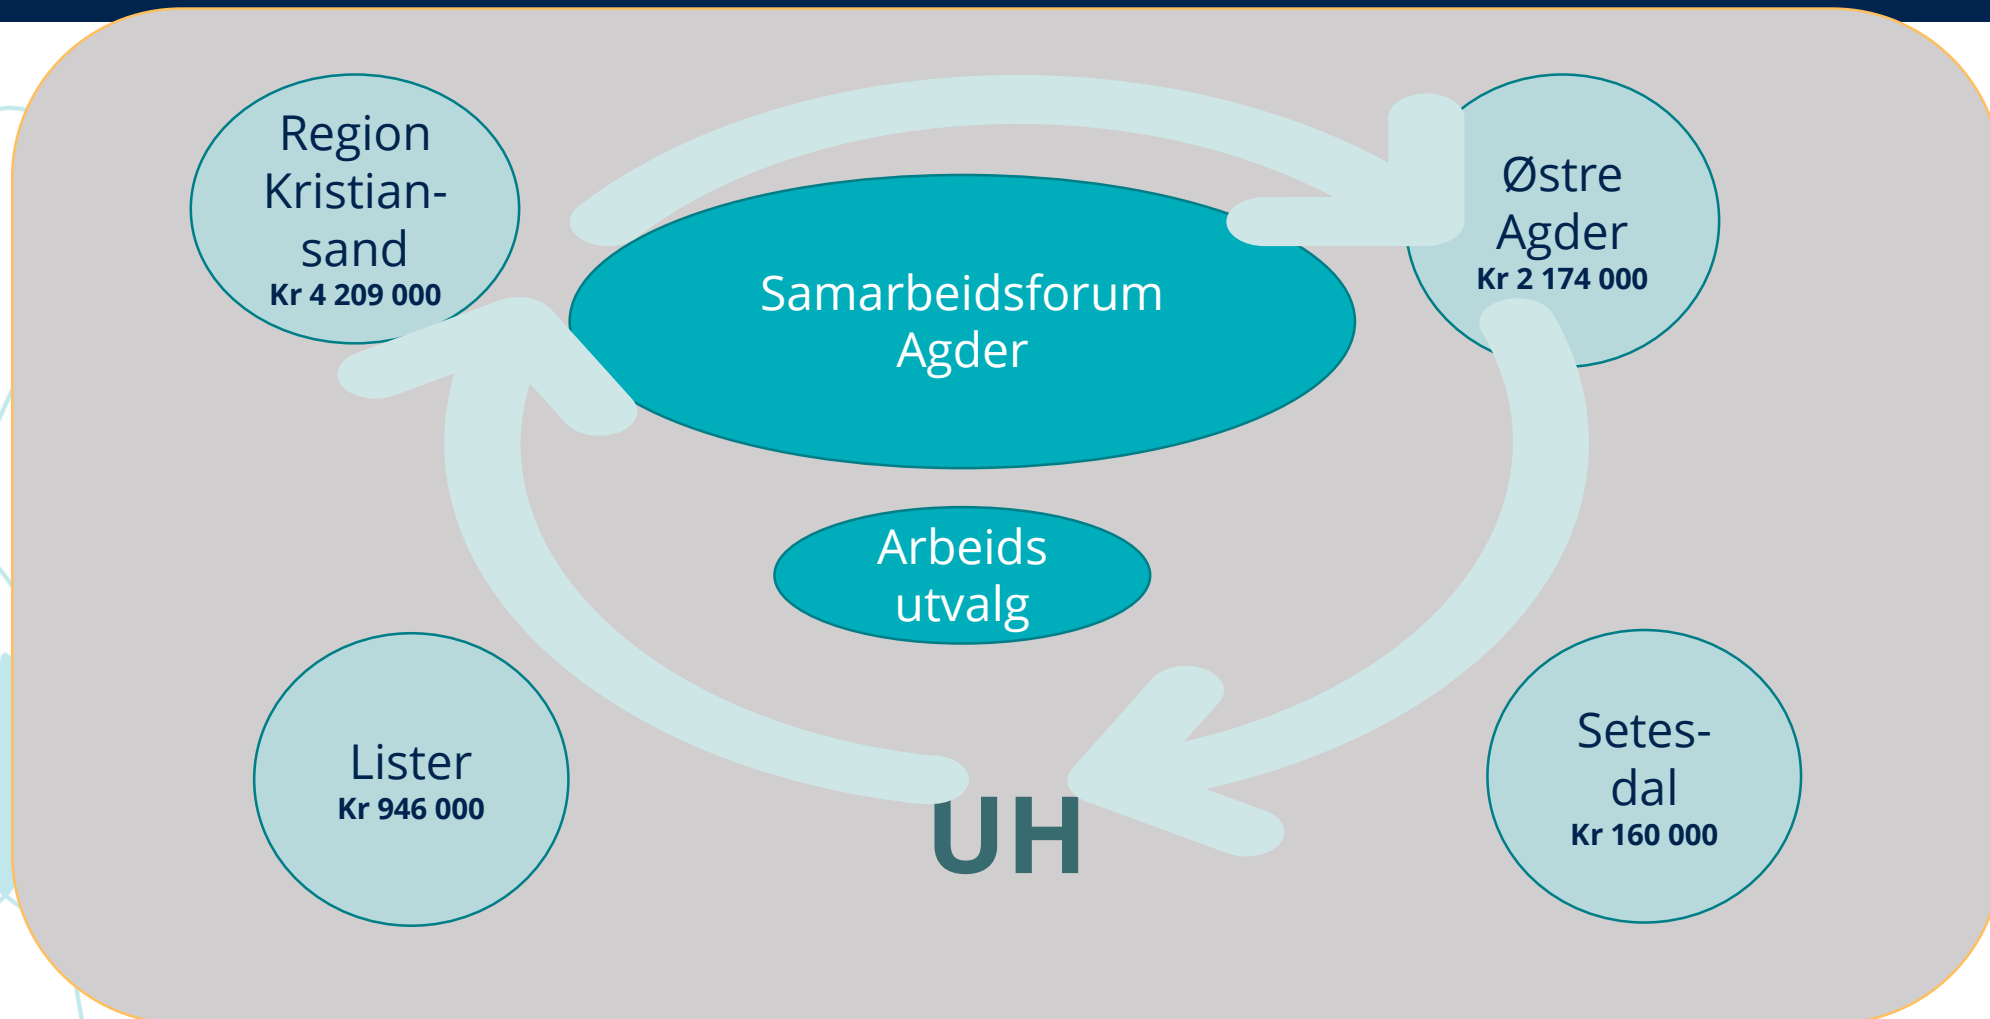 Region
Kristian-
sand
Kr 4 209 000
Østre
Agder
Kr 2 174 000
Samarbeidsforum
Agder
Arbeids
utvalg
Lister
Kr 946 000
UH
Setes-
dal
Kr 160 000